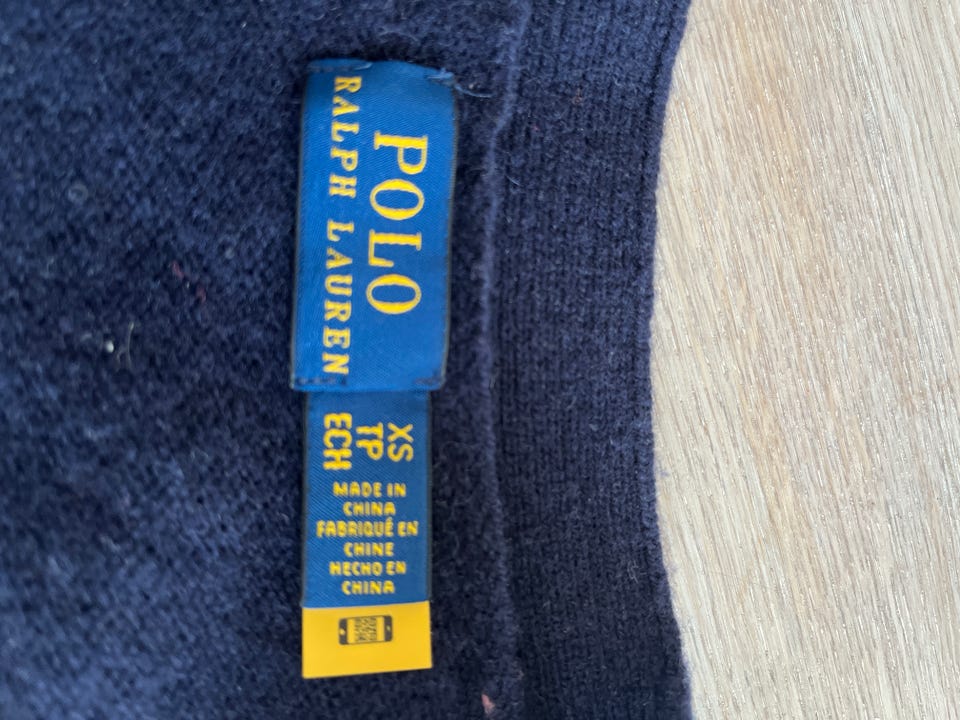 POLO
RALPH LAUREN
XS
TP
ECH
MADE IN
CHINA
FABRIQUÉ EN
CHINE
HECHO EN
CHINA